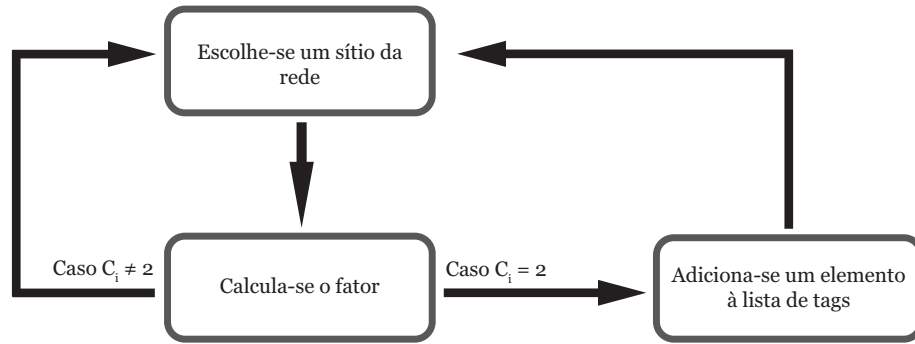 Escolhe-se um sítio da
rede
Caso Cᵢ ≠ 2
Calcula-se o fator
Caso Cᵢ = 2
Adiciona-se um elemento
à lista de tags